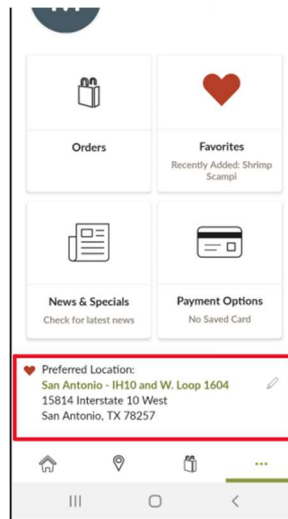 Orders
Favorites
Recently Added: Shrimp
Scampi
News & Specials
Check for latest news
Payment Options
No Saved Card
Preferred Location:
San Antonio - IH10 and W. Loop 1604
15814 Interstate 10 West
San Antonio, TX 78257